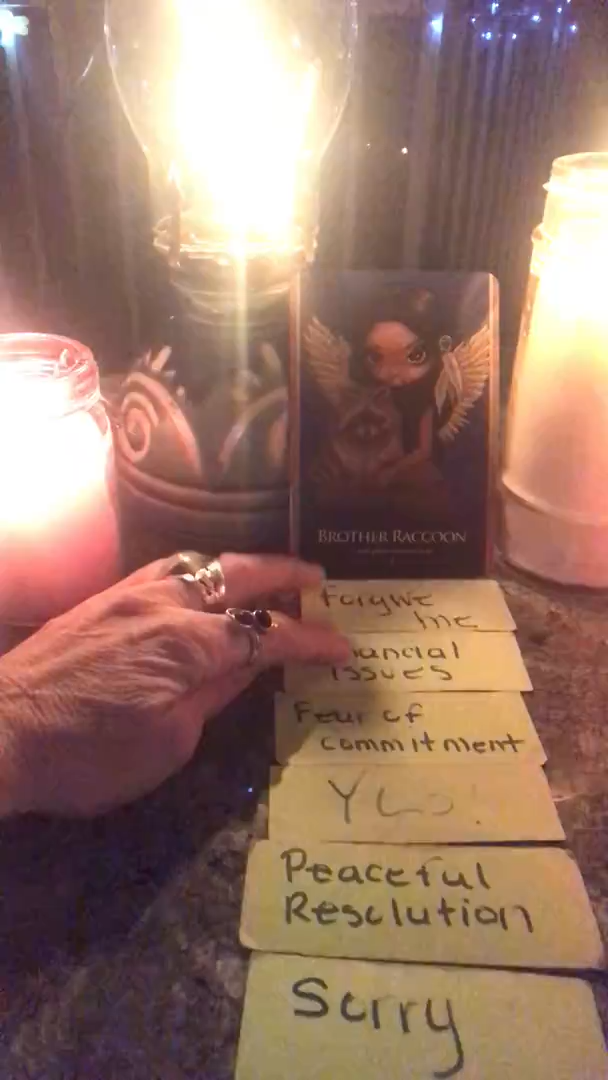 BROTHER RACCOON
Forgive
me
nancial
issues
Fear of
commitment
Yes!
Peaceful
Resolution
Sorry